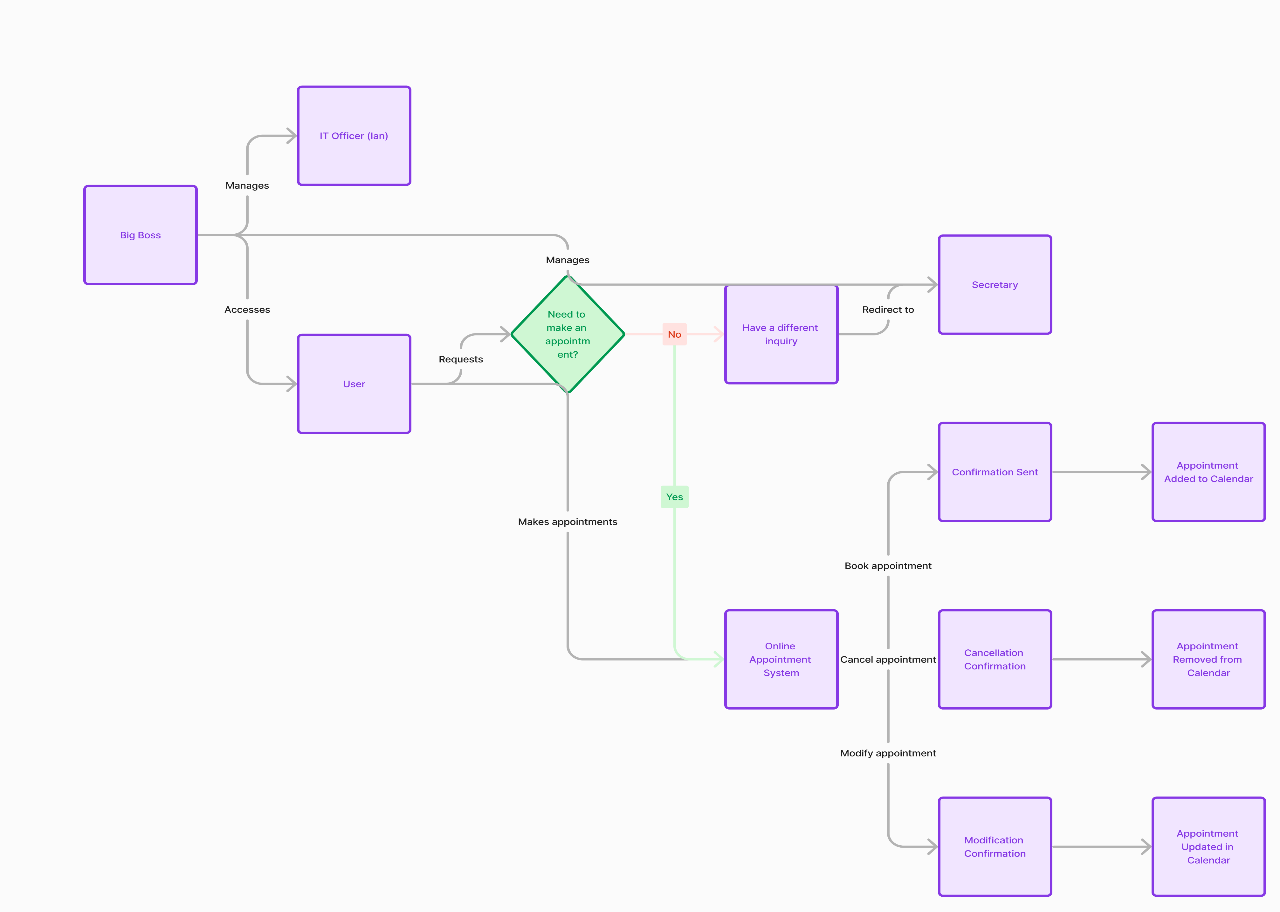 IT Officer (Ian)
Manages
Big Boss
Manages
Secretary
Accesses
Redirect to
Need to
make an
appointm
ent?
No
Have a different
inquiry
Requests
User
Confirmation Sent
Appointment
Added to Calendar
Yes
Makes appointments
Book appointment
Online
Appointment
System
Cancel appointment
Cancellation
Confirmation
Appointment
Removed from
Calendar
Modify appointment
Modification
Confirmation
Appointment
Updated in
Calendar